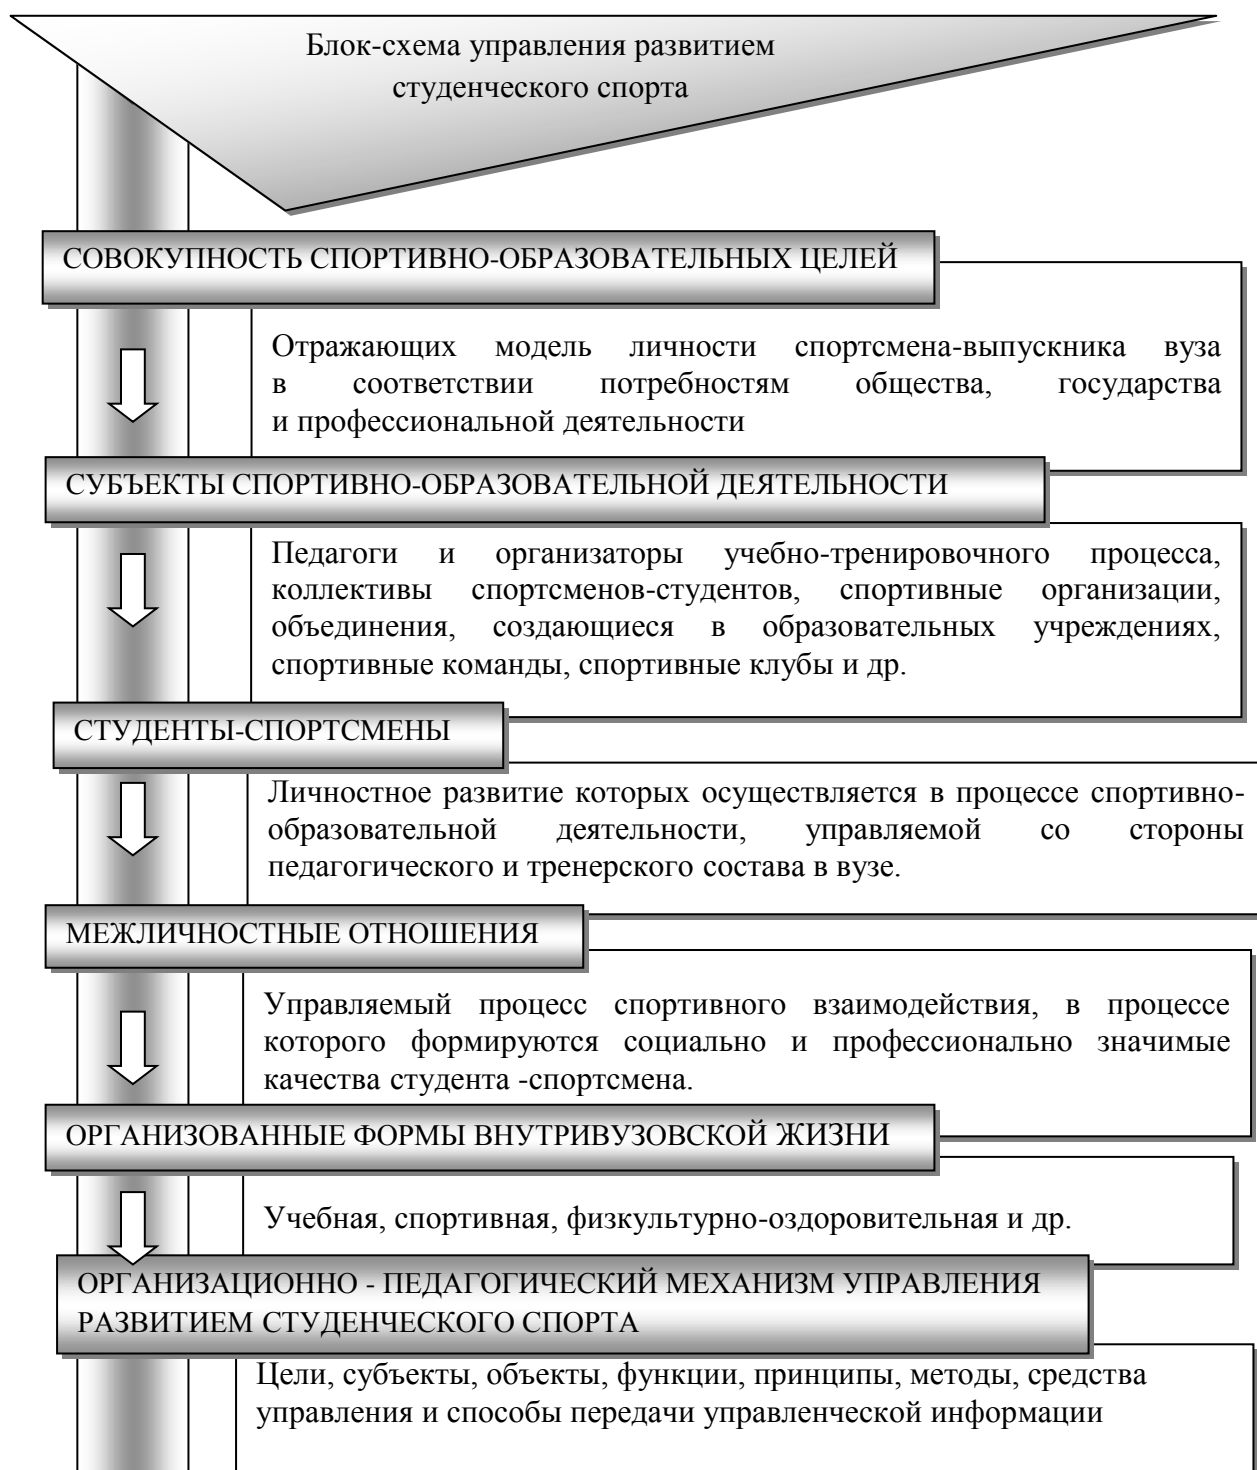 Блок-схема управления развитием
студенческого спорта
СОВОКУПНОСТЬ СПОРТИВНО-ОБРАЗОВАТЕЛЬНЫХ ЦЕЛЕЙ
Отражающих модель личности спортсмена-выпускника вуза
в соответствии потребностям общества, государства
и профессиональной деятельности
СУБЪЕКТЫ СПОРТИВНО-ОБРАЗОВАТЕЛЬНОЙ ДЕЯТЕЛЬНОСТИ
Педагоги и организаторы учебно-тренировочного процесса,
коллективы спортсменов-студентов, спортивные организации,
объединения, создающиеся в образовательных учреждениях,
спортивные команды, спортивные клубы и др.
СТУДЕНТЫ-СПОРТСМЕНЫ
Личностное развитие которых осуществляется в процессе спортивно-
образовательной деятельности, управляемой со стороны
педагогического и тренерского состава в вузе.
МЕЖЛИЧНОСТНЫЕ ОТНОШЕНИЯ
Управляемый процесс спортивного взаимодействия, в процессе
которого формируются социально и профессионально значимые
качества студента -спортсмена.
ОРГАНИЗОВАННЫЕ ФОРМЫ ВНУТРИВУЗОВСКОЙ ЖИЗНИ
Учебная, спортивная, физкультурно-оздоровительная и др.
ОРГАНИЗАЦИОННО - ПЕДАГОГИЧЕСКИЙ МЕХАНИЗМ УПРАВЛЕНИЯ
РАЗВИТИЕМ СТУДЕНЧЕСКОГО СПОРТА
Цели, субъекты, объекты, функции, принципы, методы, средства
управления и способы передачи управленческой информации